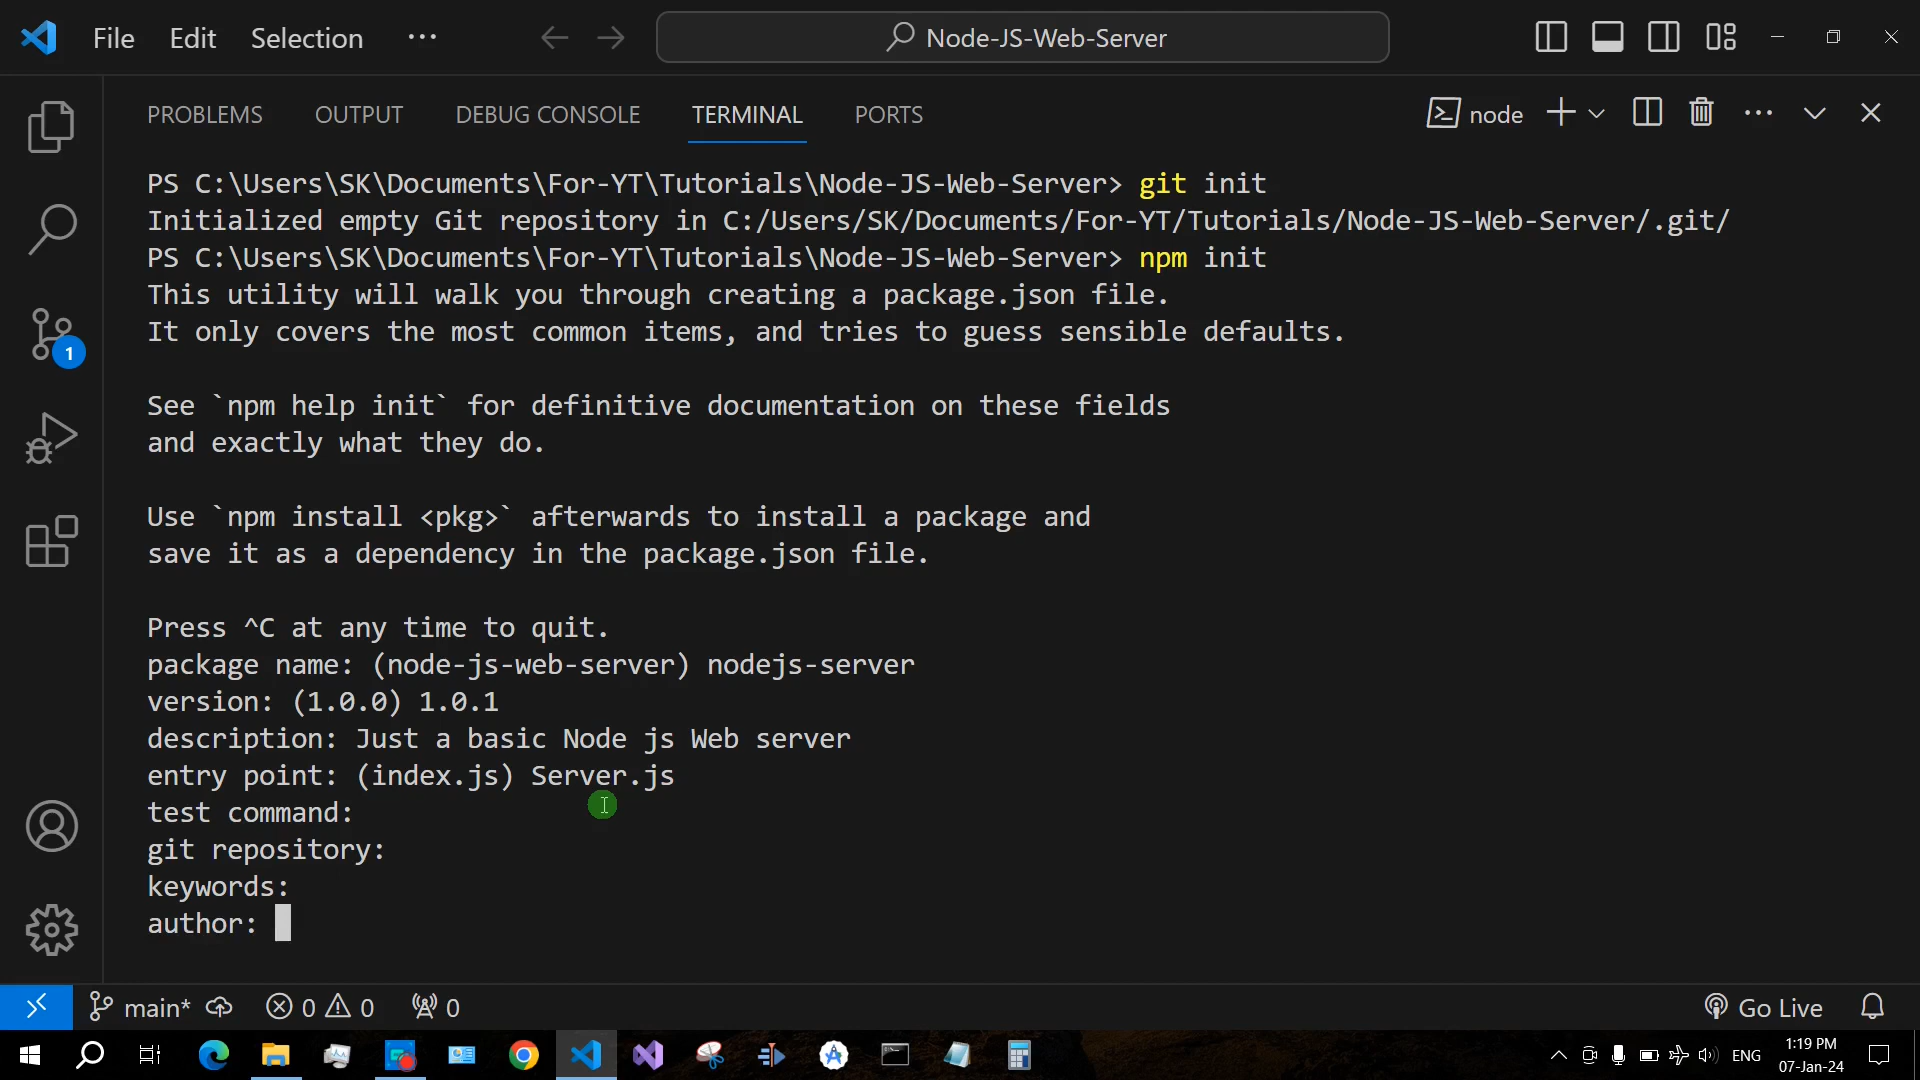 File Edit Selection ··· Node-JS-Web-Server
PROBLEMS OUTPUT DEBUG CONSOLE TERMINAL PORTS node
PS C:\Users\SK\Documents\For-YT\Tutorials\Node-JS-Web-Server> git init
Initialized empty Git repository in C:/Users/SK/Documents/For-YT/Tutorials/Node-JS-Web-Server/.git/
PS C:\Users\SK\Documents\For-YT\Tutorials\Node-JS-Web-Server> npm init
This utility will walk you through creating a package.json file.
It only covers the most common items, and tries to guess sensible defaults.
See `npm help init` for definitive documentation on these fields
and exactly what they do.
Use `npm install <pkg>` afterwards to install a package and
save it as a dependency in the package.json file.
Press ^C at any time to quit.
package name: (node-js-web-server) nodejs-server
version: (1.0.0) 1.0.1
description: Just a basic Node js Web server
entry point: (index.js) Server.js
test command:
git repository:
keywords:
author:
1
main* 0 0 0 Go Live
ENG 1:19 PM
07-Jan-24